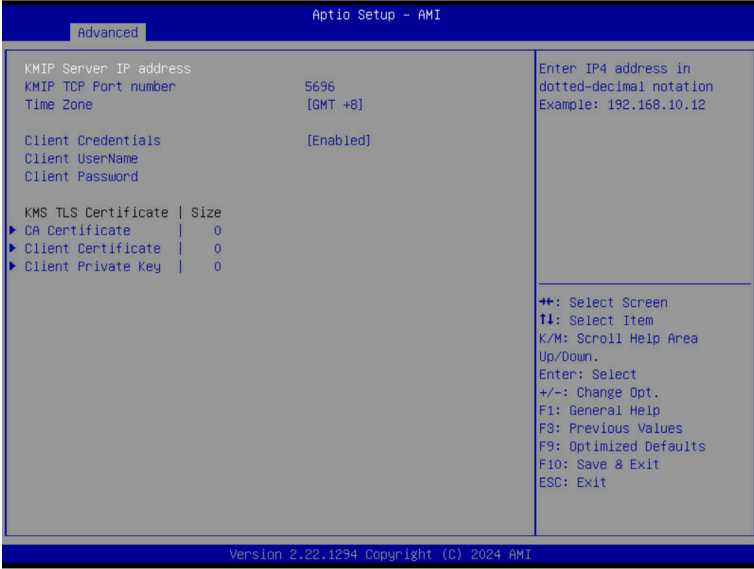 Aptio Setup – AMI
Advanced
KMIP Server IP address
KMIP TCP Port number 5696
Time Zone [GMT +8]
Client Credentials [Enabled]
Client UserName
Client Password
KMS TLS Certificate | Size
CA Certificate | 0
Client Certificate | 0
Client Private Key | 0
Enter IP4 address in
dotted-decimal notation
Example: 192.168.10.12
→←: Select Screen
↑↓: Select Item
K/M: Scroll Help Area
Up/Down.
Enter: Select
+/-: Change Opt.
F1: General Help
F3: Previous Values
F9: Optimized Defaults
F10: Save & Exit
ESC: Exit
Version 2.22.1294 Copyright (C) 2024 AMI